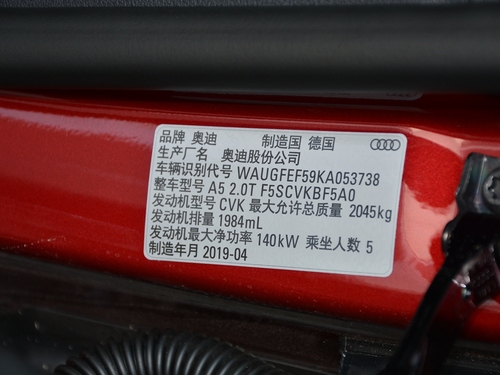 品牌 奥迪 制造国 德国
生产厂名 奥迪股份公司
车辆识别代号 WAUGFEF59KA053738
整车型号 A5 2.0T F5SCVKBF5A0
发动机型号 CVK 最大允许总质量 2045kg
发动机排量 1984mL
发动机最大净功率 140kW 乘坐人数 5
制造年月 2019-04